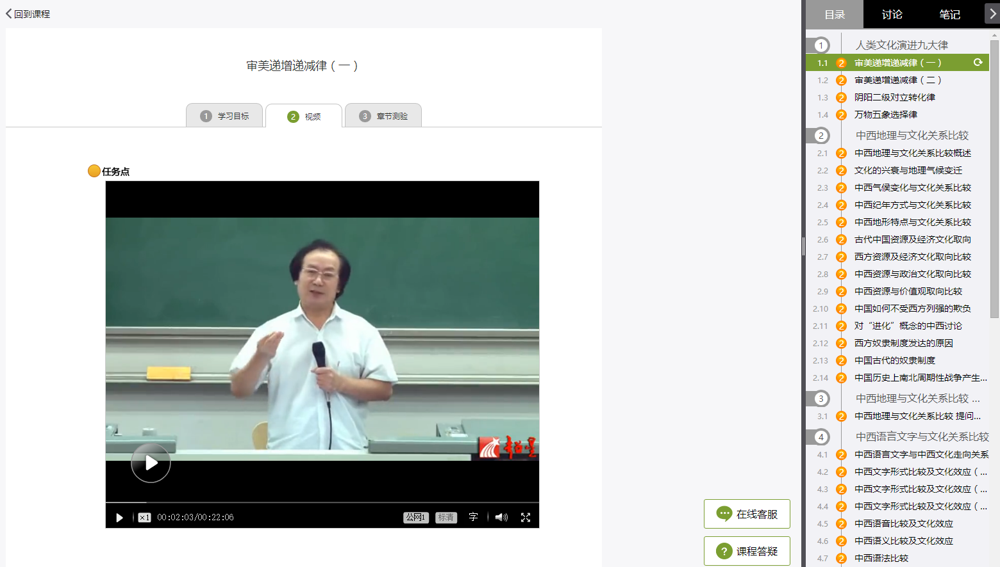 回到课程
审美递增递减律（一）
1 学习目标
2 视频
3 章节测验
任务点
×1 00:02:03/00:22:06 公网1 标清 字
在线客服
? 课程答疑
目录 讨论 笔记
1 人类文化演进九大律
1.1 2 审美递增递减律（一）
1.2 2 审美递增递减律（二）
1.3 2 阴阳二级对立转化律
1.4 2 万物五象选择律
2 中西地理与文化关系比较
2.1 2 中西地理与文化关系比较概述
2.2 2 文化的兴衰与地理气候变迁
2.3 2 中西气侯变化与文化关系比较
2.4 2 中西纪年方式与文化关系比较
2.5 2 中西地形特点与文化关系比较
2.6 2 古代中国资源及经济文化取向
2.7 2 西方资源及经济文化取向比较
2.8 2 中西资源与政治文化取向比较
2.9 2 中西资源与价值观取向比较
2.10 2 中国如何不受西方列强的欺负
2.11 2 对“进化”概念的中西讨论
2.12 2 西方奴隶制度发达的原因
2.13 2 中国古代的奴隶制度
2.14 2 中国历史上南北周期性战争产生...
3 中西地理与文化关系比较 ...
3.1 2 中西地理与文化关系比较 提问...
4 中西语言文字与文化关系比较
4.1 2 中西语言文字与中西文化走向关系
4.2 2 中西文字形式比较及文化效应（...
4.3 2 中西文字形式比较及文化效应（...
4.4 2 中西文字形式比较及文化效应（...
4.5 2 中西语音比较及文化效应
4.6 2 中西语义比较及文化效应
4.7 2 中西语法比较